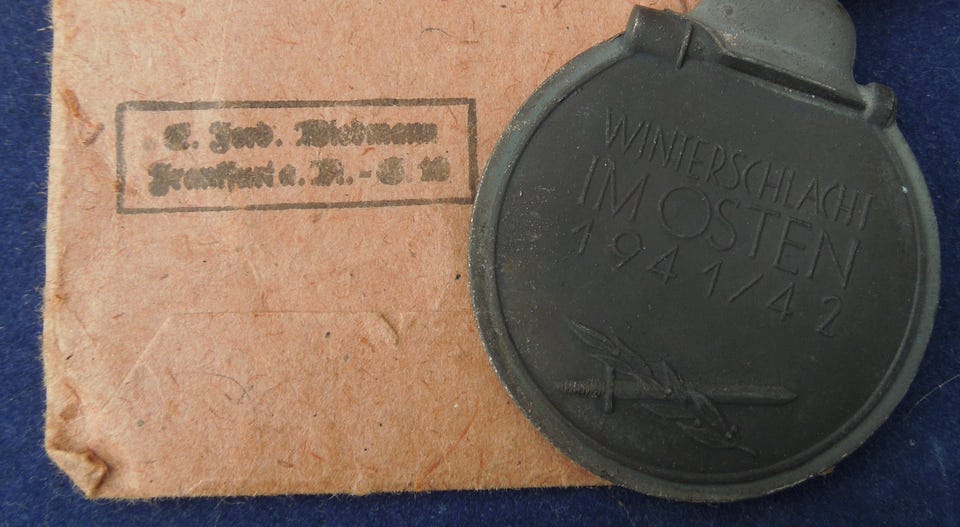 E. Ferd. Wiedmann
Frankfurt a. M. - S. 10
WINTERSCHLACHT
IM OSTEN
1941/42